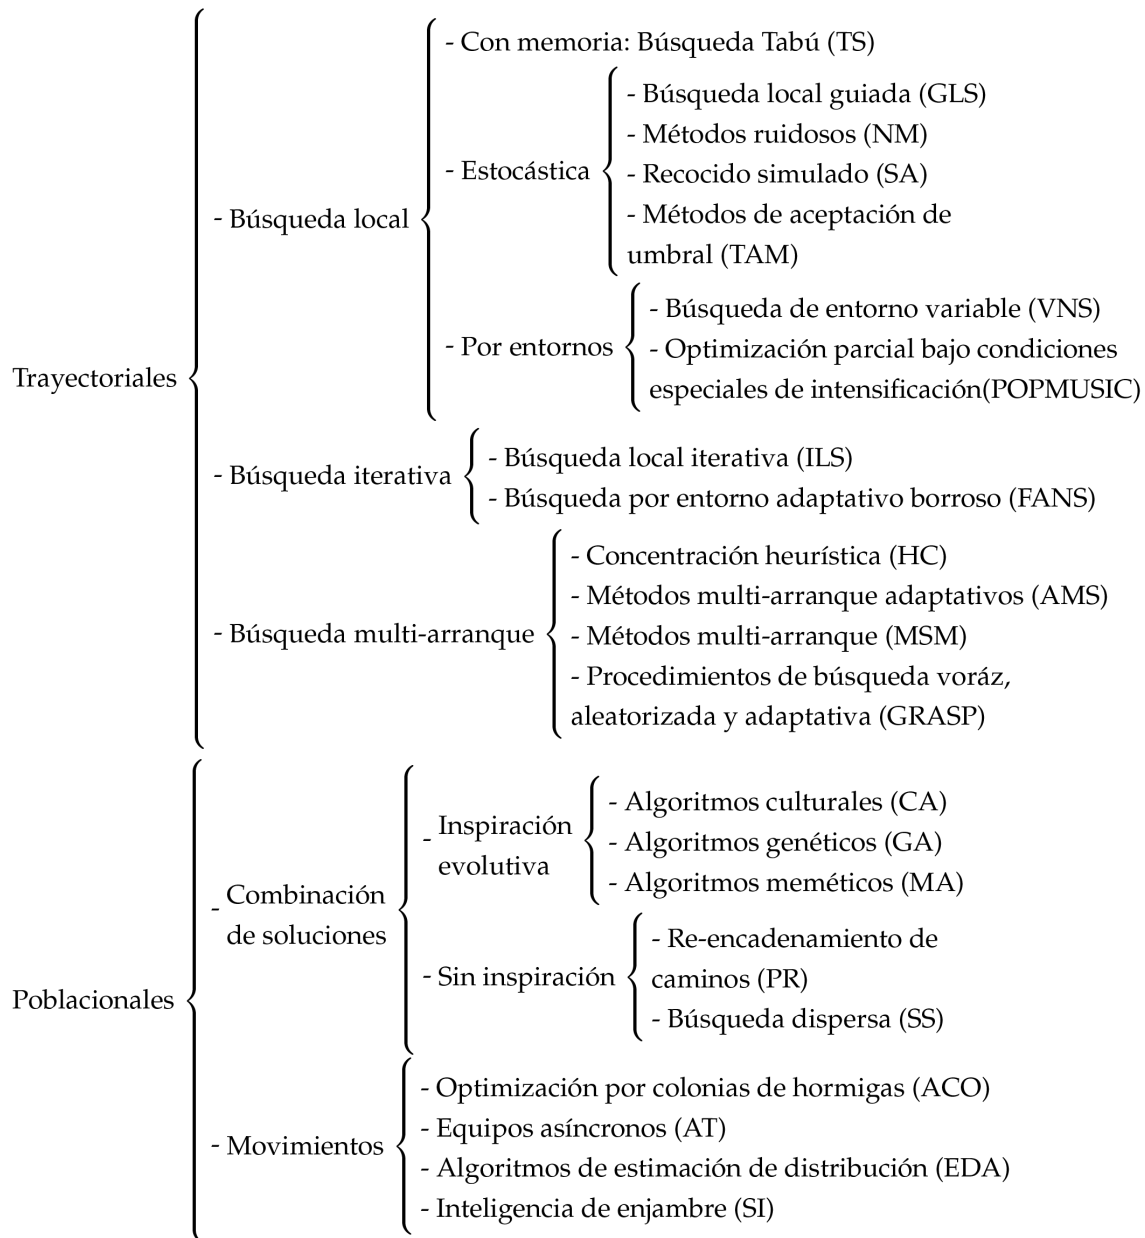 Trayectoriales
- Búsqueda local
- Con memoria: Búsqueda Tabú (TS)
- Estocástica
- Búsqueda local guiada (GLS)
- Métodos ruidosos (NM)
- Recocido simulado (SA)
- Métodos de aceptación de
umbral (TAM)
- Por entornos
- Búsqueda de entorno variable (VNS)
- Optimización parcial bajo condiciones
especiales de intensificación(POPMUSIC)
- Búsqueda iterativa
- Búsqueda local iterativa (ILS)
- Búsqueda por entorno adaptativo borroso (FANS)
- Búsqueda multi-arranque
- Concentración heurística (HC)
- Métodos multi-arranque adaptativos (AMS)
- Métodos multi-arranque (MSM)
- Procedimientos de búsqueda voráz,
aleatorizada y adaptativa (GRASP)
Poblacionales
- Combinación
de soluciones
- Inspiración
evolutiva
- Algoritmos culturales (CA)
- Algoritmos genéticos (GA)
- Algoritmos meméticos (MA)
- Sin inspiración
- Re-encadenamiento de
caminos (PR)
- Búsqueda dispersa (SS)
- Movimientos
- Optimización por colonias de hormigas (ACO)
- Equipos asíncronos (AT)
- Algoritmos de estimación de distribución (EDA)
- Inteligencia de enjambre (SI)